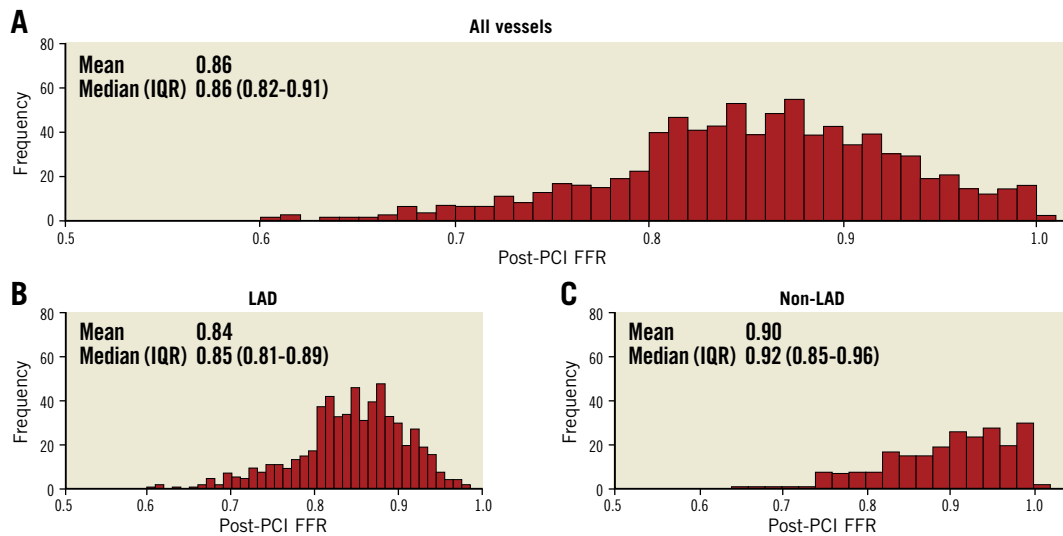 A
All vessels
Mean 0.86
Median (IQR) 0.86 (0.82-0.91)
Frequency
80
60
40
20
0
0.5 0.6 0.7 0.8 0.9 1.0
Post-PCI FFR
B
LAD
Mean 0.84
Median (IQR) 0.85 (0.81-0.89)
Frequency
80
60
40
20
0
0.5 0.6 0.7 0.8 0.9 1.0
Post-PCI FFR
C
Non-LAD
Mean 0.90
Median (IQR) 0.92 (0.85-0.96)
Frequency
80
60
40
20
0
0.5 0.6 0.7 0.8 0.9 1.0
Post-PCI FFR